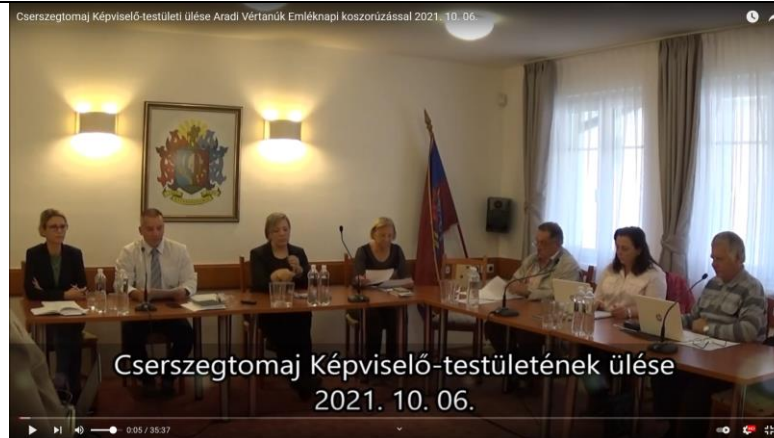 Cserszegtomaj Képviselő-testületi ülése Aradi Vértanúk Emléknapi koszorúzással 2021. 10. 06.
Cserszegtomaj Képviselő-testületének ülése
2021. 10. 06.
0:05 / 35:37